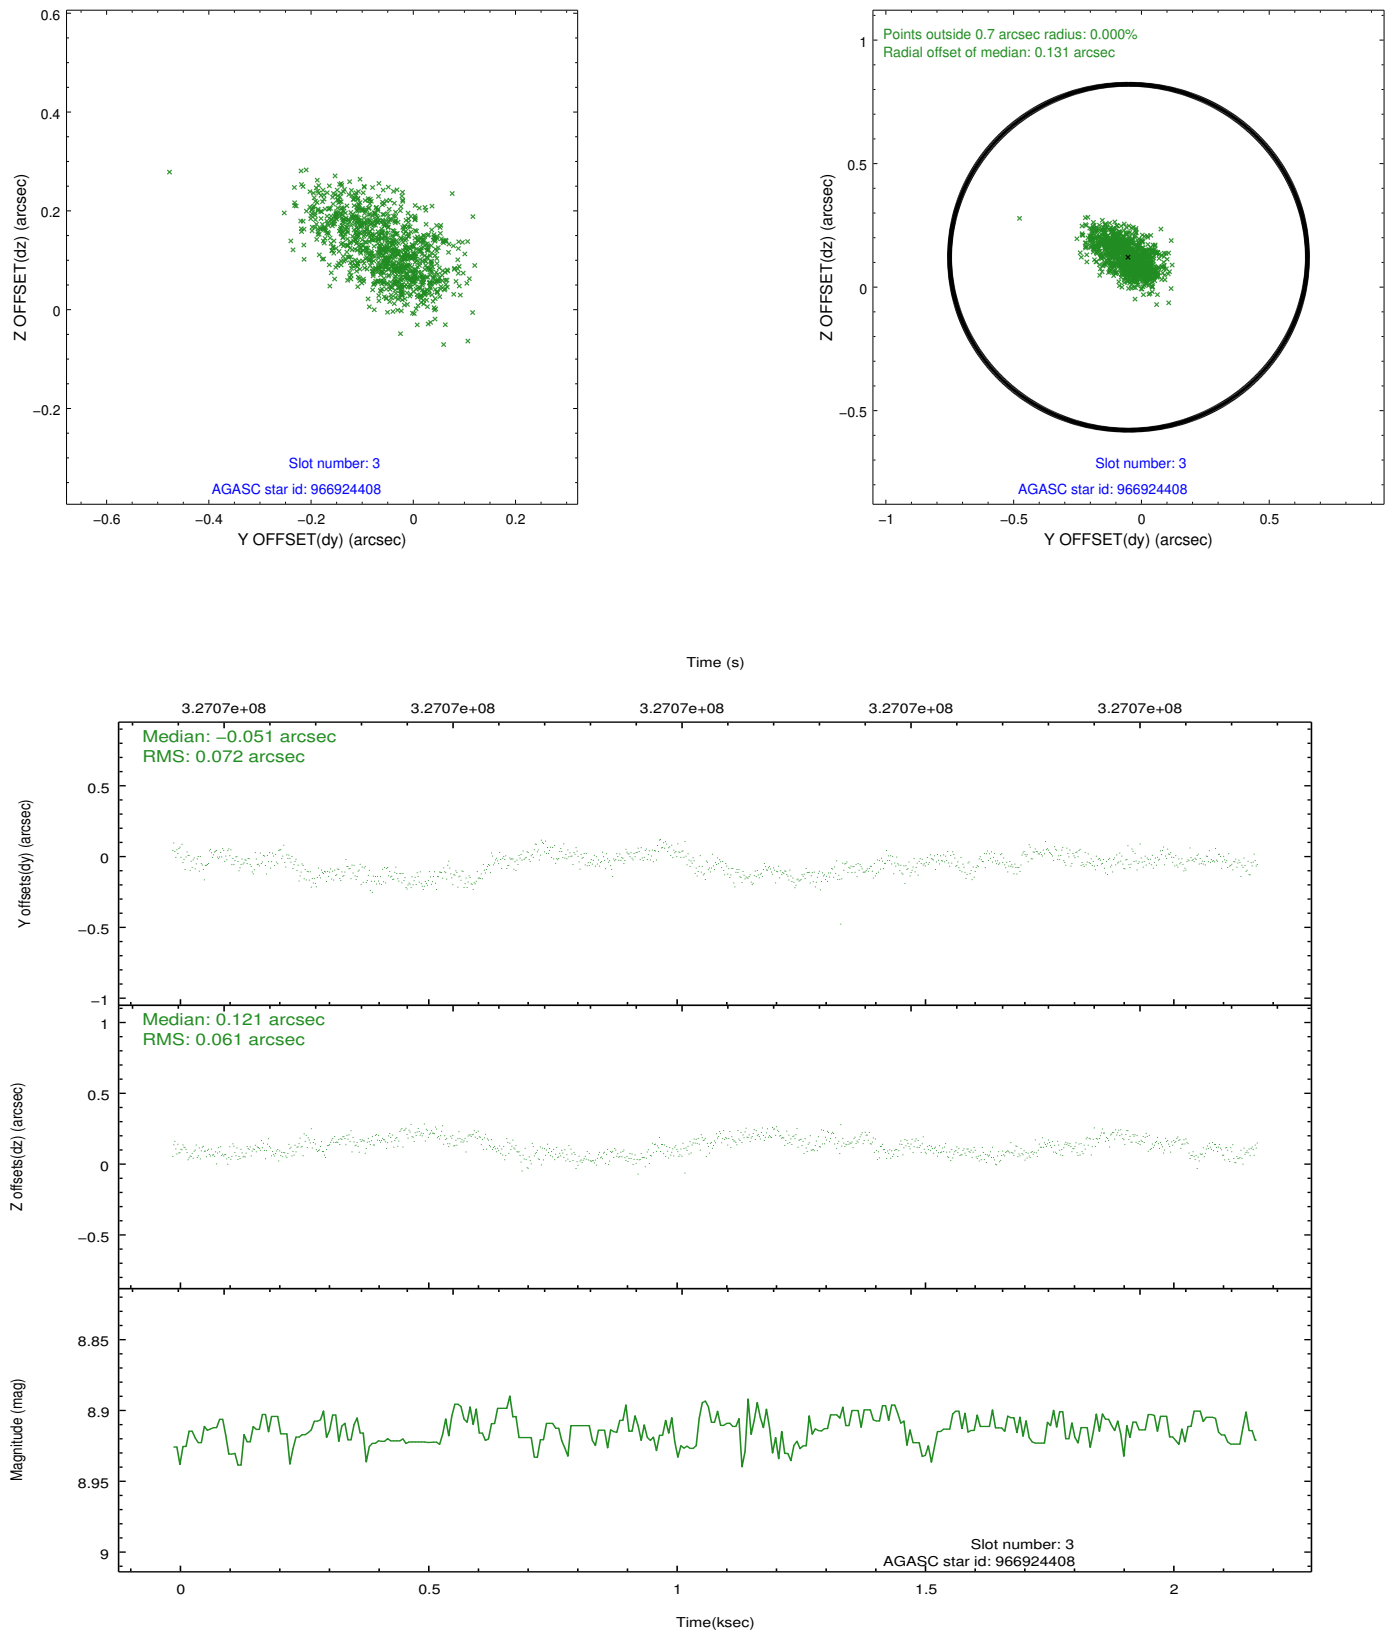 0.6
0.4
0.2
0
−0.2
Z OFFSET(dz) (arcsec)
Slot number: 3
AGASC star id: 966924408
−0.6
−0.4
−0.2
0
0.2
Y OFFSET(dy) (arcsec)
Points outside 0.7 arcsec radius: 0.000%
Radial offset of median: 0.131 arcsec
1
0.5
0
−0.5
Z OFFSET(dz) (arcsec)
Slot number: 3
AGASC star id: 966924408
−1
−0.5
0
0.5
Y OFFSET(dy) (arcsec)
Time (s)
3.2707e+08
3.2707e+08
3.2707e+08
3.2707e+08
3.2707e+08
Median: −0.051 arcsec
RMS: 0.072 arcsec
0.5
0
−0.5
−1
Y offsets(dy) (arcsec)
Median: 0.121 arcsec
RMS: 0.061 arcsec
1
0.5
0
−0.5
Z offsets(dz) (arcsec)
8.85
8.9
8.95
9
Magnitude (mag)
Slot number: 3
AGASC star id: 966924408
0
0.5
1
1.5
2
Time(ksec)